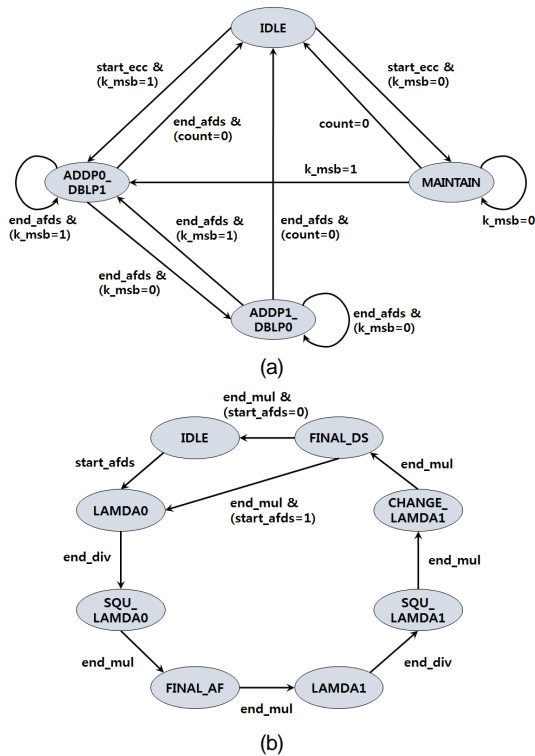 IDLE
start_ecc &
(k_msb=1)
start_ecc &
(k_msb=0)
end_afds &
(count=0)
count=0
ADDP0_
DBLP1
k_msb=1
MAINTAIN
end_afds &
(k_msb=1)
end_afds &
(k_msb=1)
end_afds &
(count=0)
k_msb=0
end_afds &
(k_msb=0)
ADDP1_
DBLP0
end_afds &
(k_msb=0)
(a)
end_mul &
(start_afds=0)
IDLE
FINAL_DS
start_afds
end_mul
LAMDA0
end_mul &
(start_afds=1)
CHANGE_
LAMDA1
end_div
end_mul
SQU_
LAMDA0
SQU_
LAMDA1
end_mul
end_div
FINAL_AF
LAMDA1
end_mul
(b)